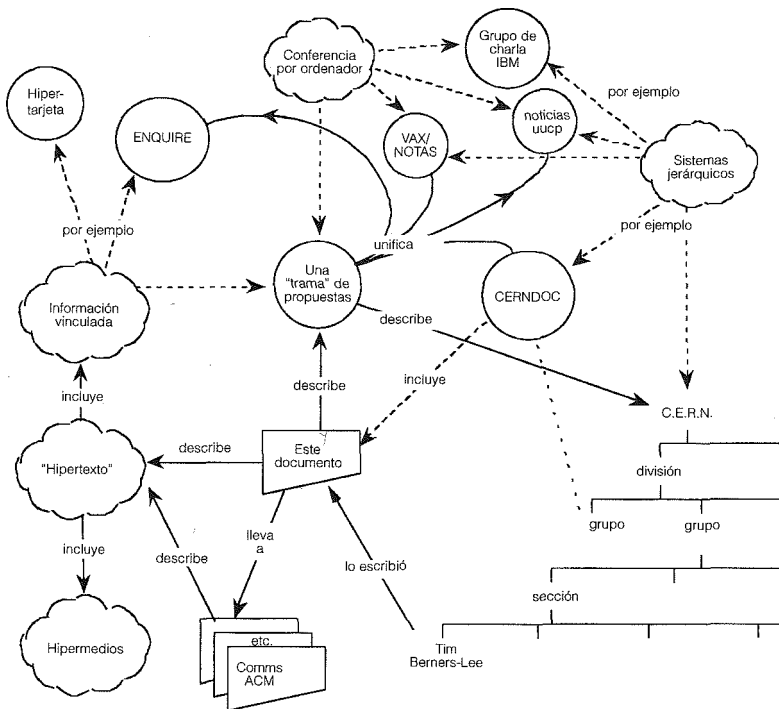 Conferencia
por ordenador
Grupo de
charla
IBM
Hiper-
tarjeta
ENQUIRE
VAX/
NOTAS
noticias
uucp
por ejemplo
Sistemas
jerárquicos
por ejemplo
unifica
por ejemplo
Una
"trama" de
propuestas
CERNDOC
Información
vinculada
describe
incluye
describe
incluye
C.E.R.N.
"Hipertexto"
describe
Este
documento
división
grupo
grupo
incluye
describe
lleva
a
lo escribió
sección
Hipermedios
etc.
Comms
ACM
Tim
Berners-Lee